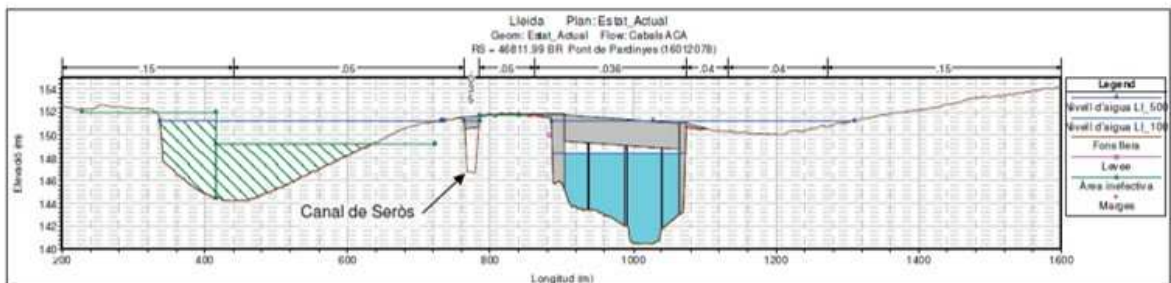 Lleida    Plan: Estat_Actual
Geom: Estat_Actual    Flow: Cabals ACA
RS = 46811.99 BR  Pont de Pardinyes (16012078)
.15 .05 .05 .036 .04 .04 .15
154
152
150
148
146
144
142
140
Elevació (m)
Canal de Seròs
200 400 600 800 1000 1200 1400 1600
Longitud (m)
Legend
Nivell d'aigua LI_500
Nivell d'aigua LI_100
Fons llera
Levee
Àrea inefectiva
Marges